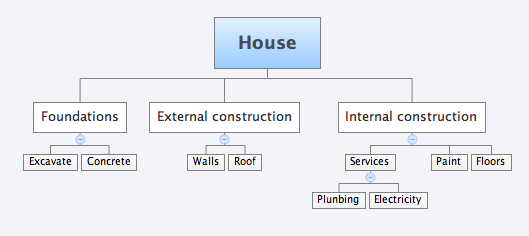 House
Foundations
External construction
Internal construction
Excavate
Concrete
Walls
Roof
Services
Paint
Floors
Plunbing
Electricity